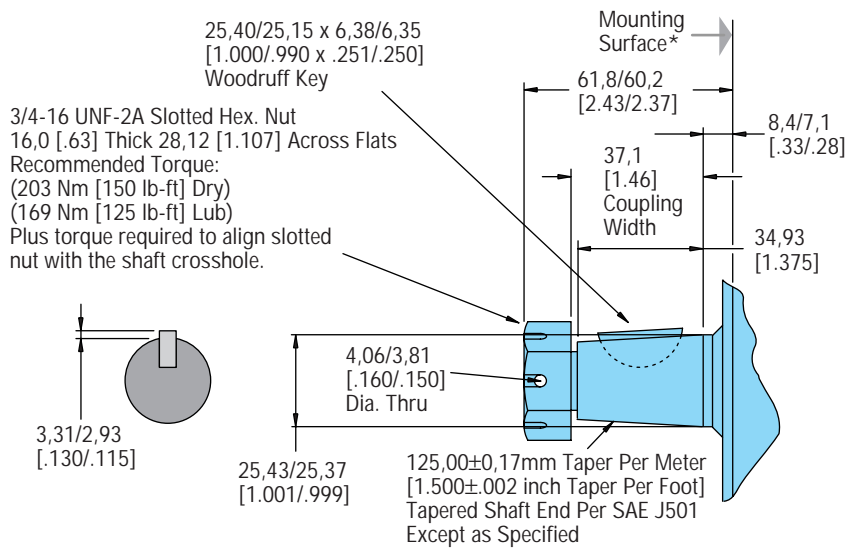 25,40/25,15 x 6,38/6,35
[1.000/.990 x .251/.250]
Woodruff Key
Mounting
Surface*
61,8/60,2
[2.43/2.37]
8,4/7,1
[.33/.28]
3/4-16 UNF-2A Slotted Hex. Nut
16,0 [.63] Thick 28,12 [1.107] Across Flats
Recommended Torque:
(203 Nm [150 lb-ft] Dry)
(169 Nm [125 lb-ft] Lub)
Plus torque required to align slotted
nut with the shaft crosshole.
37,1
[1.46]
Coupling
Width
34,93
[1.375]
4,06/3,81
[.160/.150]
Dia. Thru
3,31/2,93
[.130/.115]
25,43/25,37
[1.001/.999]
125,00±0,17mm Taper Per Meter
[1.500±.002 inch Taper Per Foot]
Tapered Shaft End Per SAE J501
Except as Specified